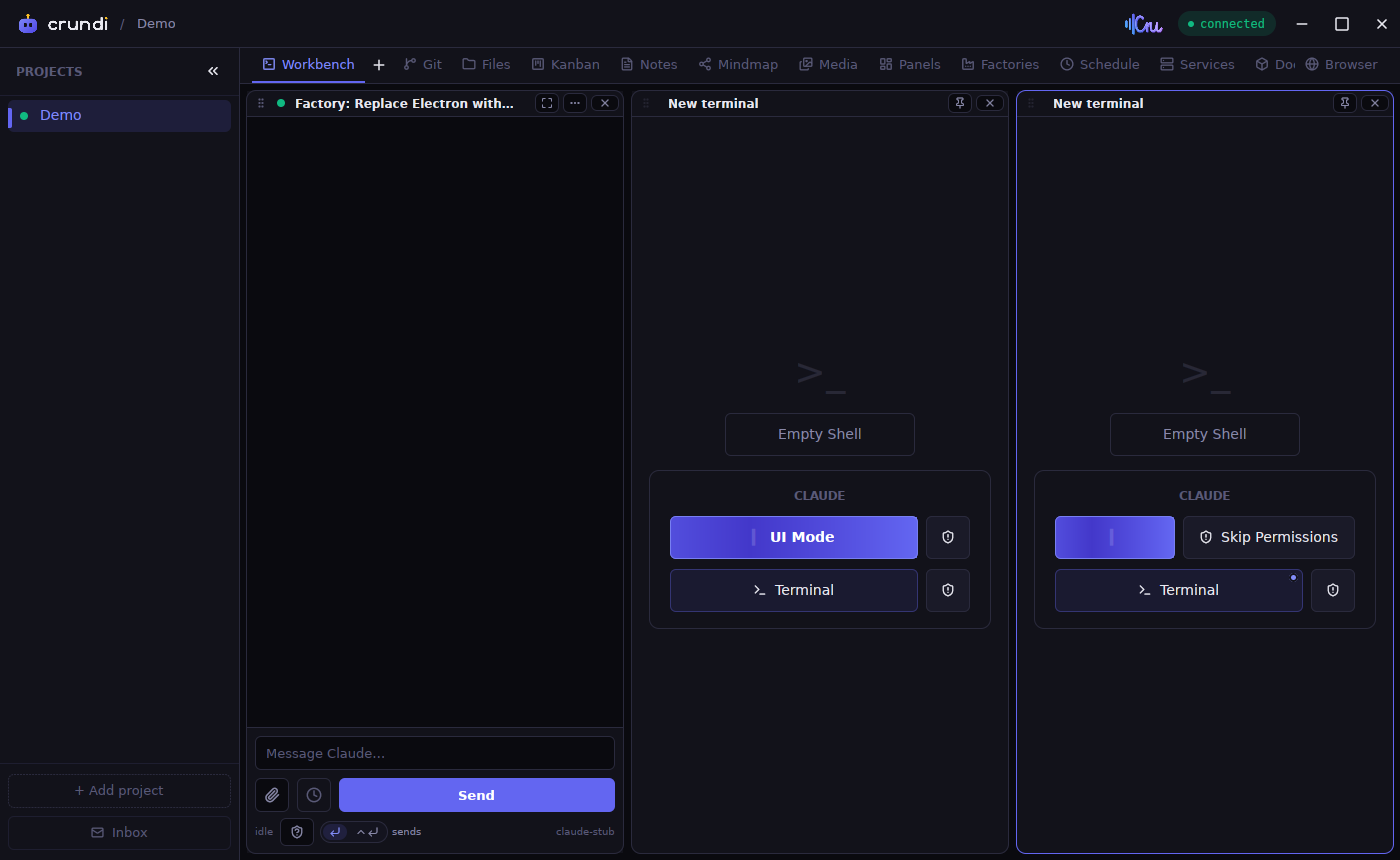 crundi / Demo
Cru
connected
PROJECTS
Demo
+ Add project
Inbox
Workbench
Git
Files
Kanban
Notes
Mindmap
Media
Panels
Factories
Schedule
Services
Browser
Factory: Replace Electron with...
Message Claude...
Send
idle
sends
claude-stub
New terminal
>_
Empty Shell
CLAUDE
UI Mode
>_ Terminal
New terminal
>_
Empty Shell
CLAUDE
Skip Permissions
>_ Terminal